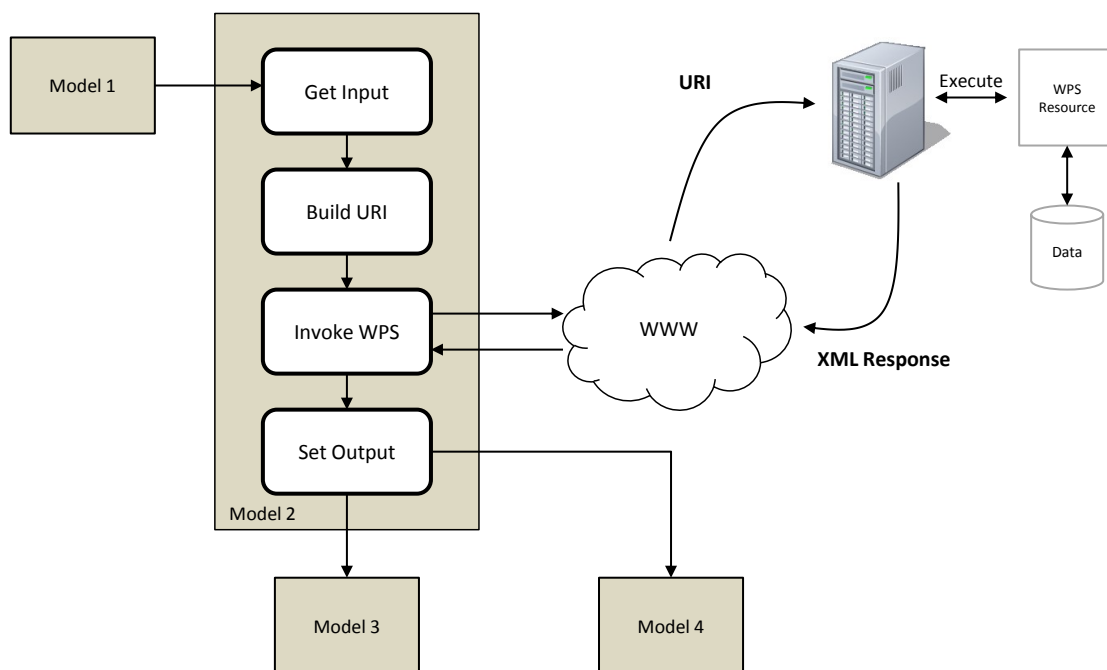 Model 1
Get Input
Build URI
Invoke WPS
Set Output
Model 2
Model 3
Model 4
WWW
URI
XML Response
Execute
WPS
Resource
Data